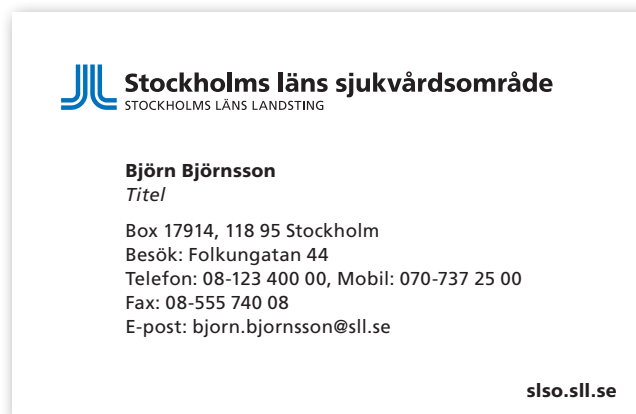 Stockholms läns sjukvårdsområde
STOCKHOLMS LÄNS LANDSTING
Björn Björnsson
Titel
Box 17914, 118 95 Stockholm
Besök: Folkungatan 44
Telefon: 08-123 400 00, Mobil: 070-737 25 00
Fax: 08-555 740 08
E-post: bjorn.bjornsson@sll.se
slso.sll.se